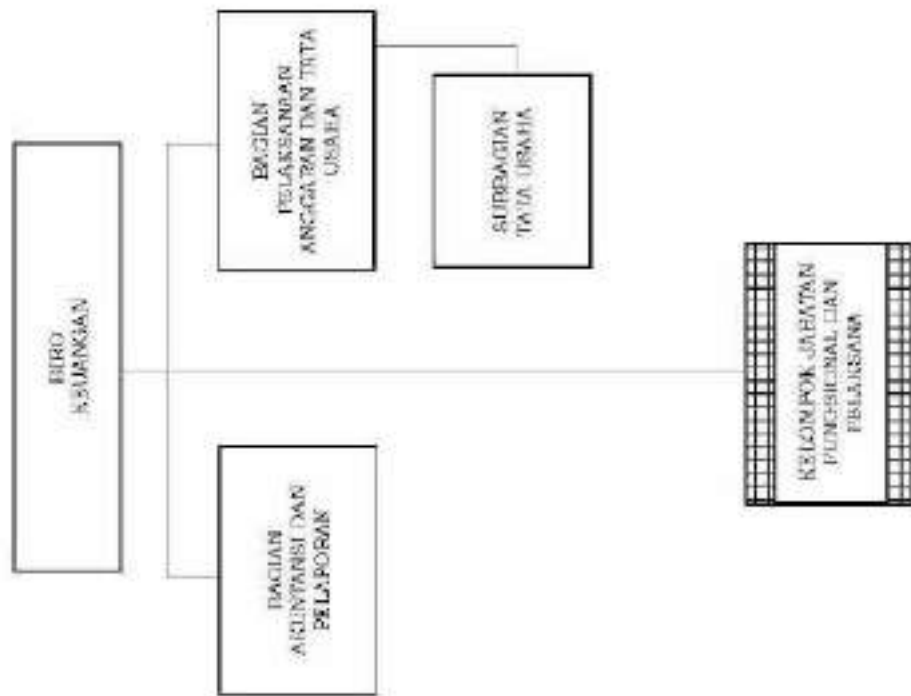 BIRO
KEUANGAN
BAGIAN
AKUNTANSI DAN
PELAPORAN
BAGIAN
PELAKSANAAN
ANGGARAN DAN TATA
USAHA
SUBBAGIAN
TATA USAHA
KELOMPOK JABATAN
FUNGSIONAL DAN
PELAKSANA